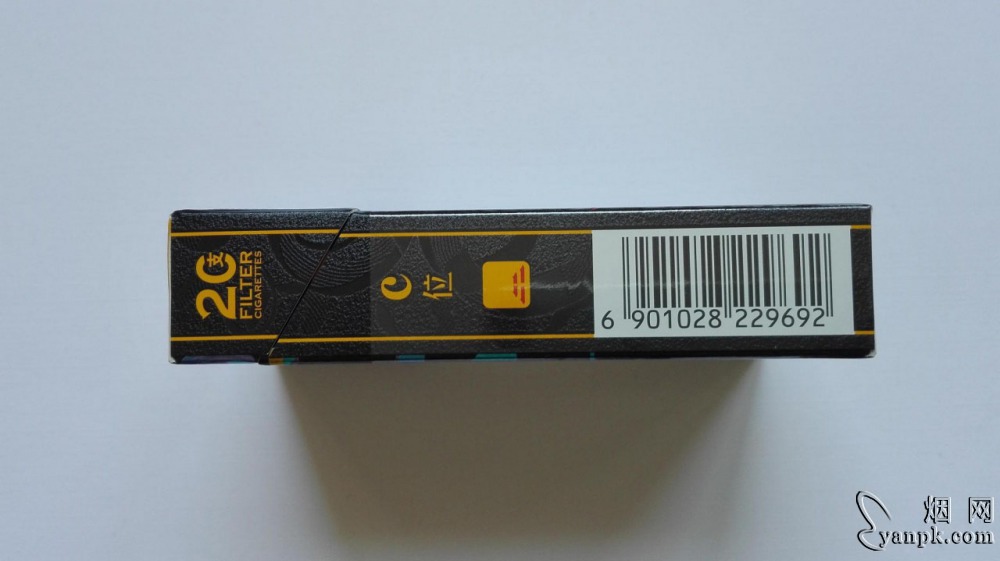 20支
FILTER
CIGARETTES
C位
6 901028 229692
烟网
yanpk.com